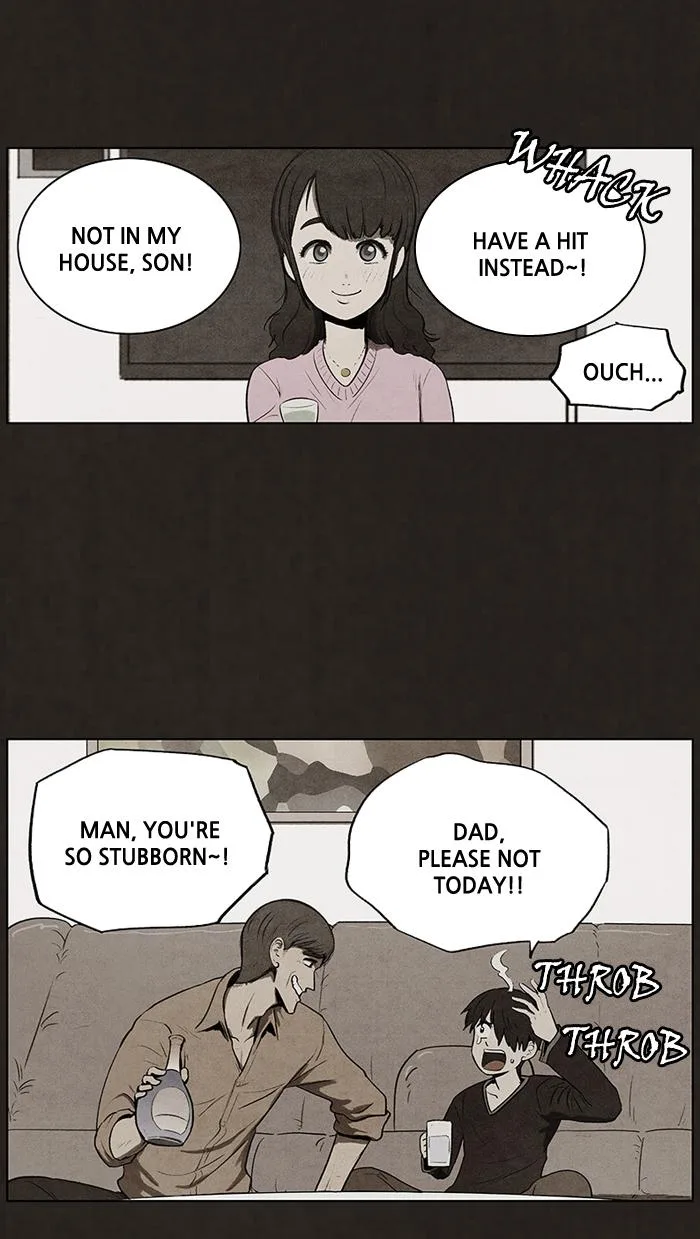 NOT IN MY
HOUSE, SON!
WHACK
HAVE A HIT
INSTEAD~!
OUCH...
MAN, YOU'RE
SO STUBBORN~!
DAD,
PLEASE NOT
TODAY!!
THROB
THROB